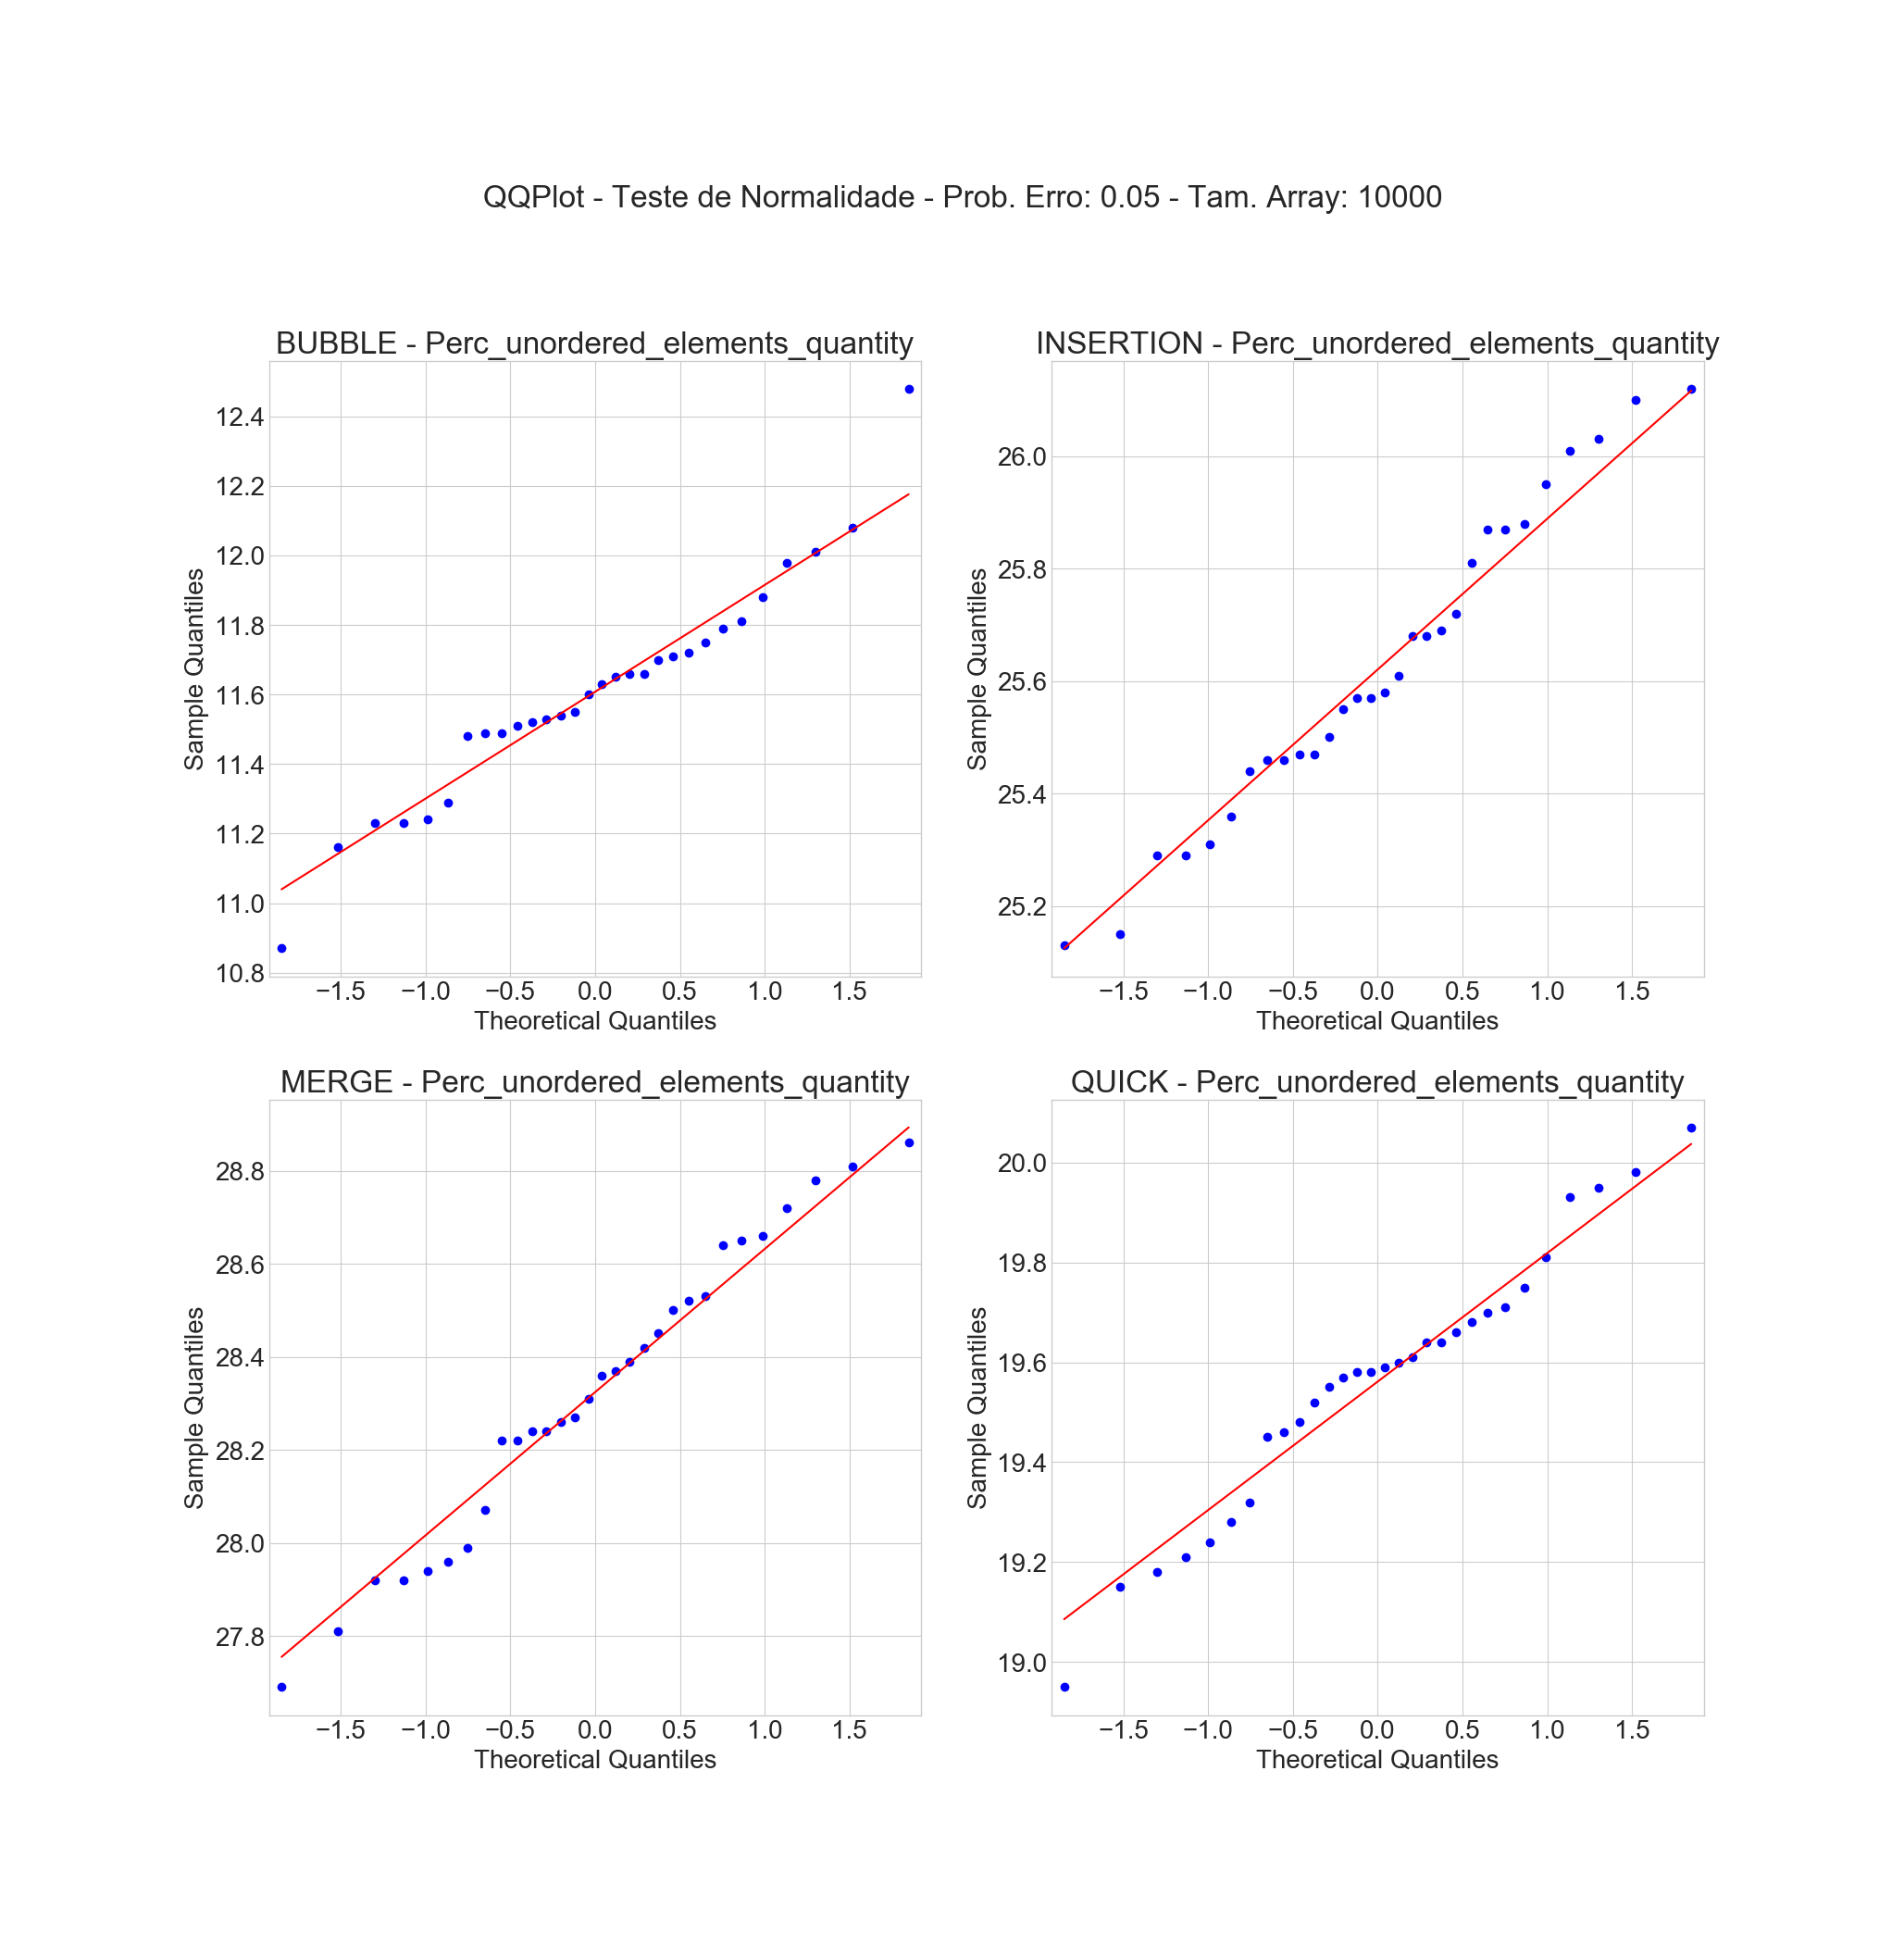 QQPlot - Teste de Normalidade - Prob. Erro: 0.05 - Tam. Array: 10000
BUBBLE - Perc_unordered_elements_quantity
12.4
12.2
12.0
11.8
11.6
11.4
11.2
11.0
10.8
Sample Quantiles
−1.5 −1.0 −0.5 0.0 0.5 1.0 1.5
Theoretical Quantiles
INSERTION - Perc_unordered_elements_quantity
26.0
25.8
25.6
25.4
25.2
Sample Quantiles
−1.5 −1.0 −0.5 0.0 0.5 1.0 1.5
Theoretical Quantiles
MERGE - Perc_unordered_elements_quantity
28.8
28.6
28.4
28.2
28.0
27.8
Sample Quantiles
−1.5 −1.0 −0.5 0.0 0.5 1.0 1.5
Theoretical Quantiles
QUICK - Perc_unordered_elements_quantity
20.0
19.8
19.6
19.4
19.2
19.0
Sample Quantiles
−1.5 −1.0 −0.5 0.0 0.5 1.0 1.5
Theoretical Quantiles